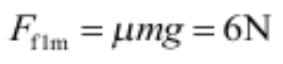 F_f1m = μmg = 6N